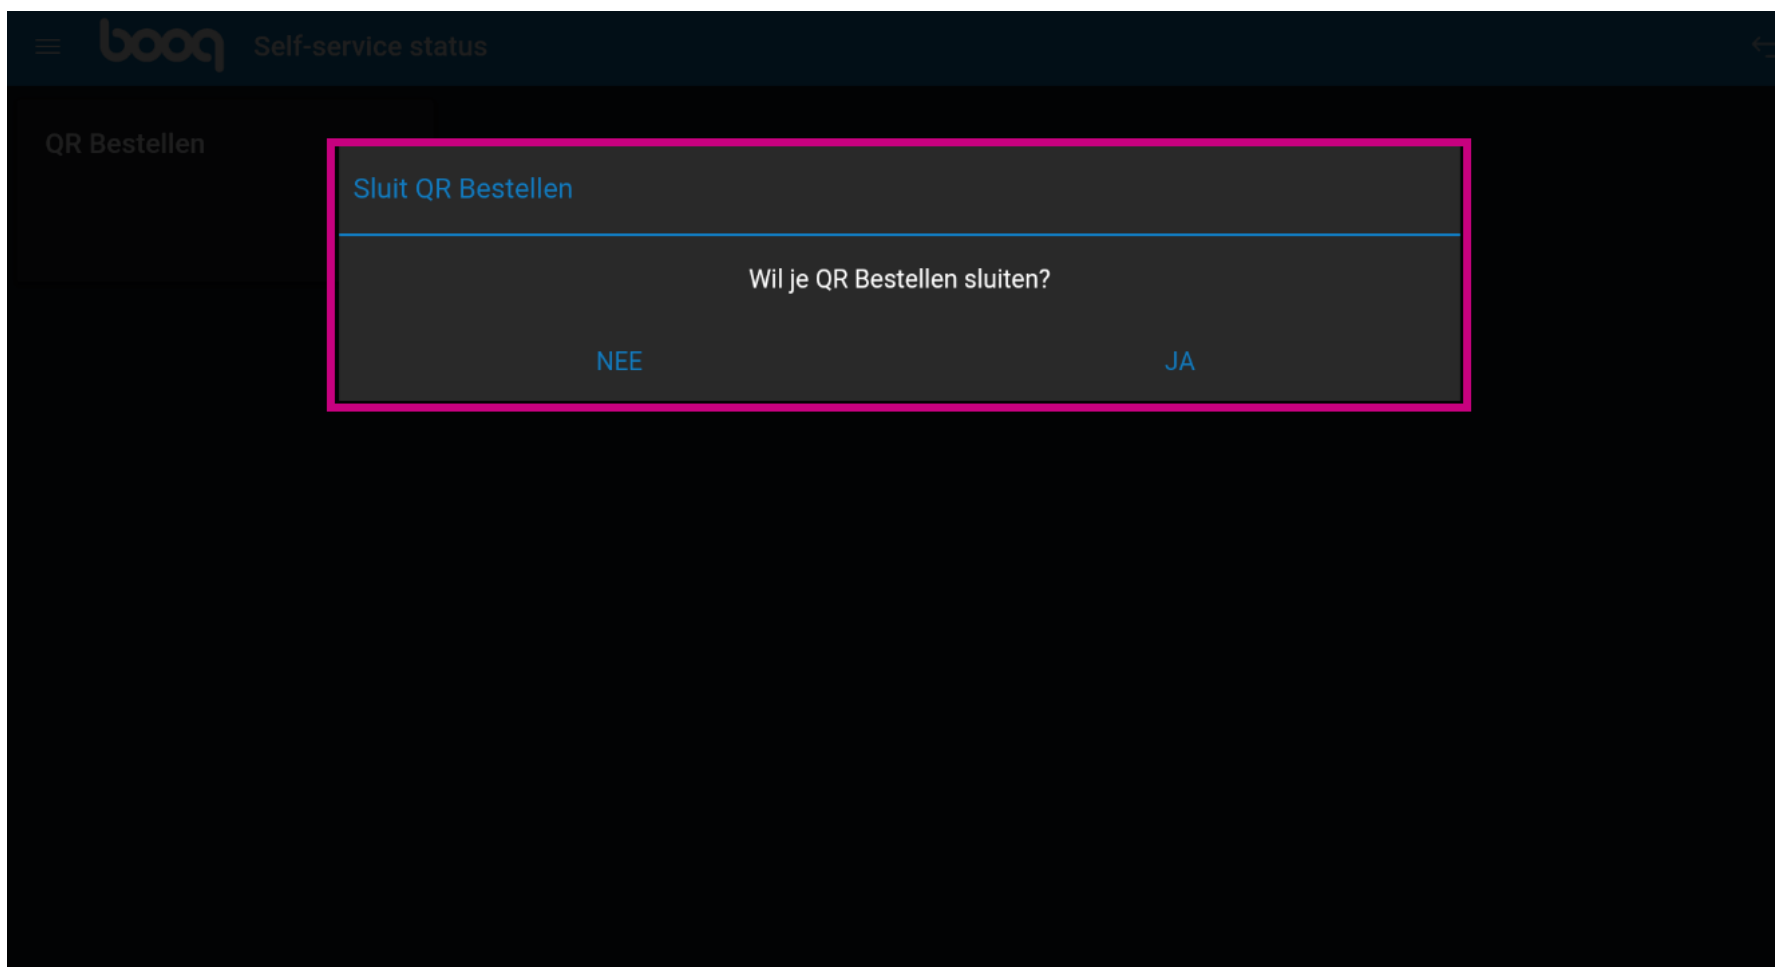 booq Self-service status
QR Bestellen
Sluit QR Bestellen
Wil je QR Bestellen sluiten?
NEE JA